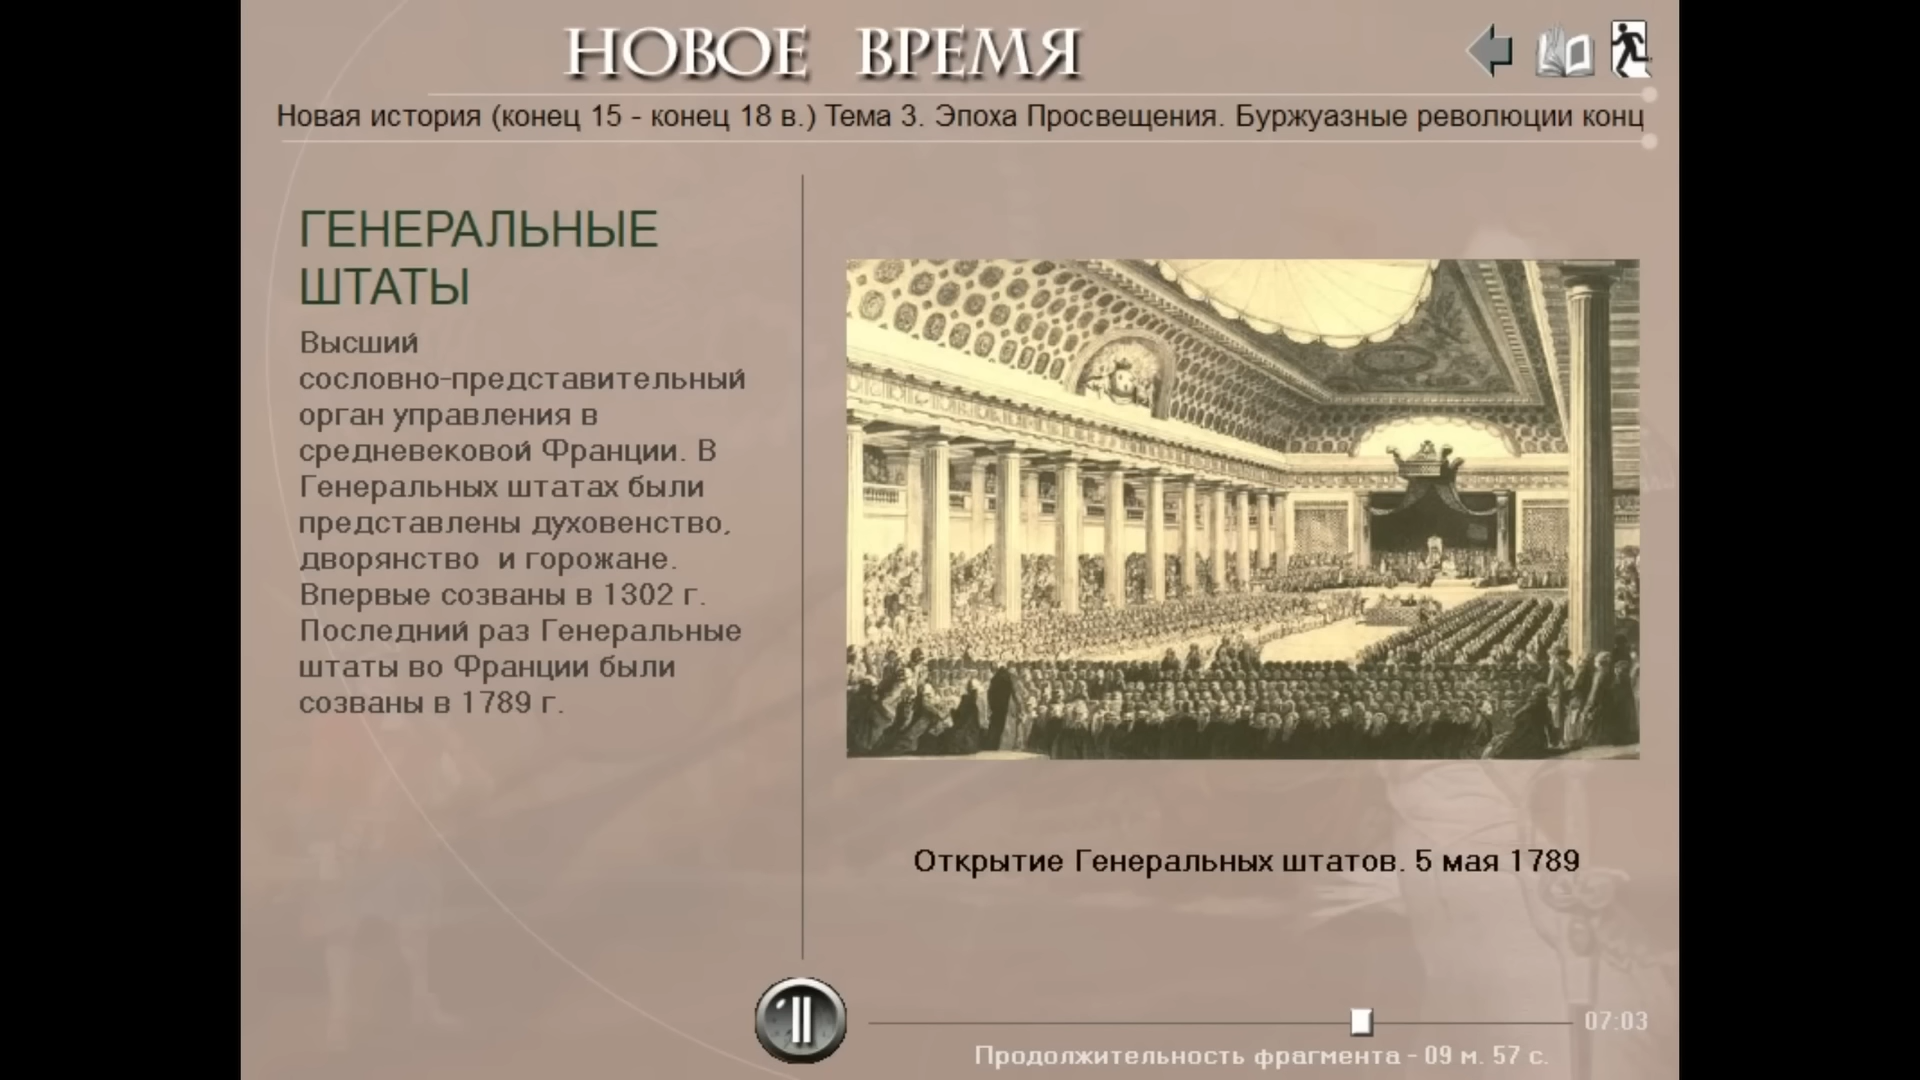 НОВОЕ ВРЕМЯ
Новая история (конец 15 - конец 18 в.) Тема 3. Эпоха Просвещения. Буржуазные революции конц
ГЕНЕРАЛЬНЫЕ
ШТАТЫ
Высший
сословно-представительный
орган управления в
средневековой Франции. В
Генеральных штатах были
представлены духовенство,
дворянство и горожане.
Впервые созваны в 1302 г.
Последний раз Генеральные
штаты во Франции были
созваны в 1789 г.
Открытие Генеральных штатов. 5 мая 1789
07:03
Продолжительность фрагмента - 09 м. 57 с.